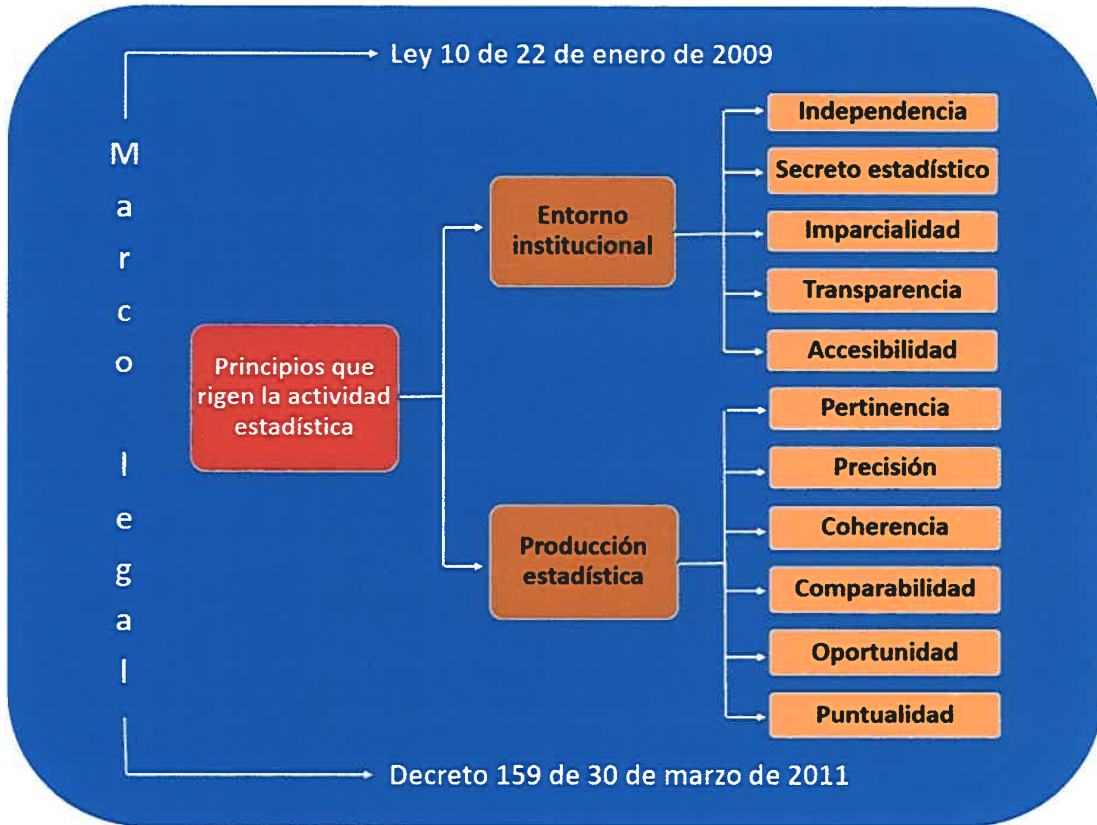 Ley 10 de 22 de enero de 2009
Marco legal
Principios que
rigen la actividad
estadística
Entorno
institucional
Independencia
Secreto estadístico
Imparcialidad
Transparencia
Accesibilidad
Producción
estadística
Pertinencia
Precisión
Coherencia
Comparabilidad
Oportunidad
Puntualidad
Decreto 159 de 30 de marzo de 2011